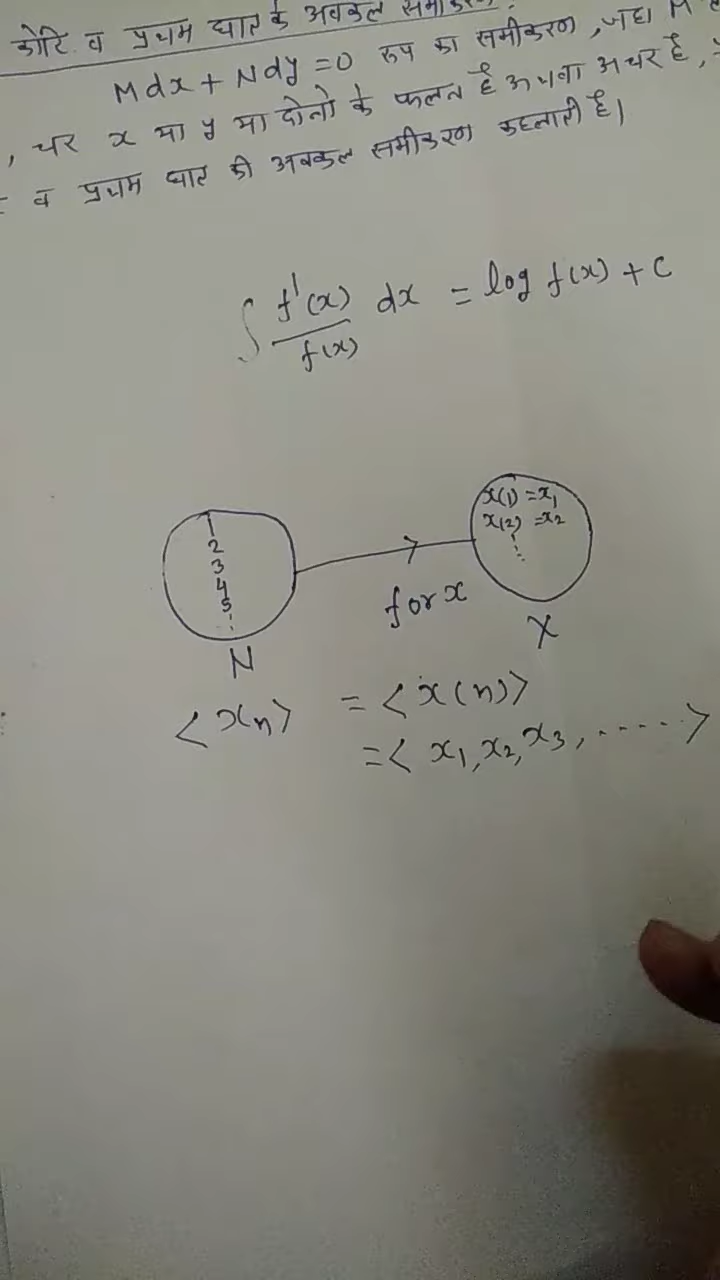 कोटि व प्रथम घात के अवकल समीकरण:
Mdx + Ndy = 0 रूप का समीकरण, जहाँ M
, चर x या y या दोनों के फलन है अथवा अचर है,
व प्रथम घात की अवकल समीकरण कहलाती है।
∫ f'(x)/f(x) dx = log f(x) + c
1
2
3
4
5
⋮
N
for x
x(1) = x₁
x(2) = x₂
⋮
X
<xₙ> = <x(n)>
= < x₁, x₂, x₃, ...... >